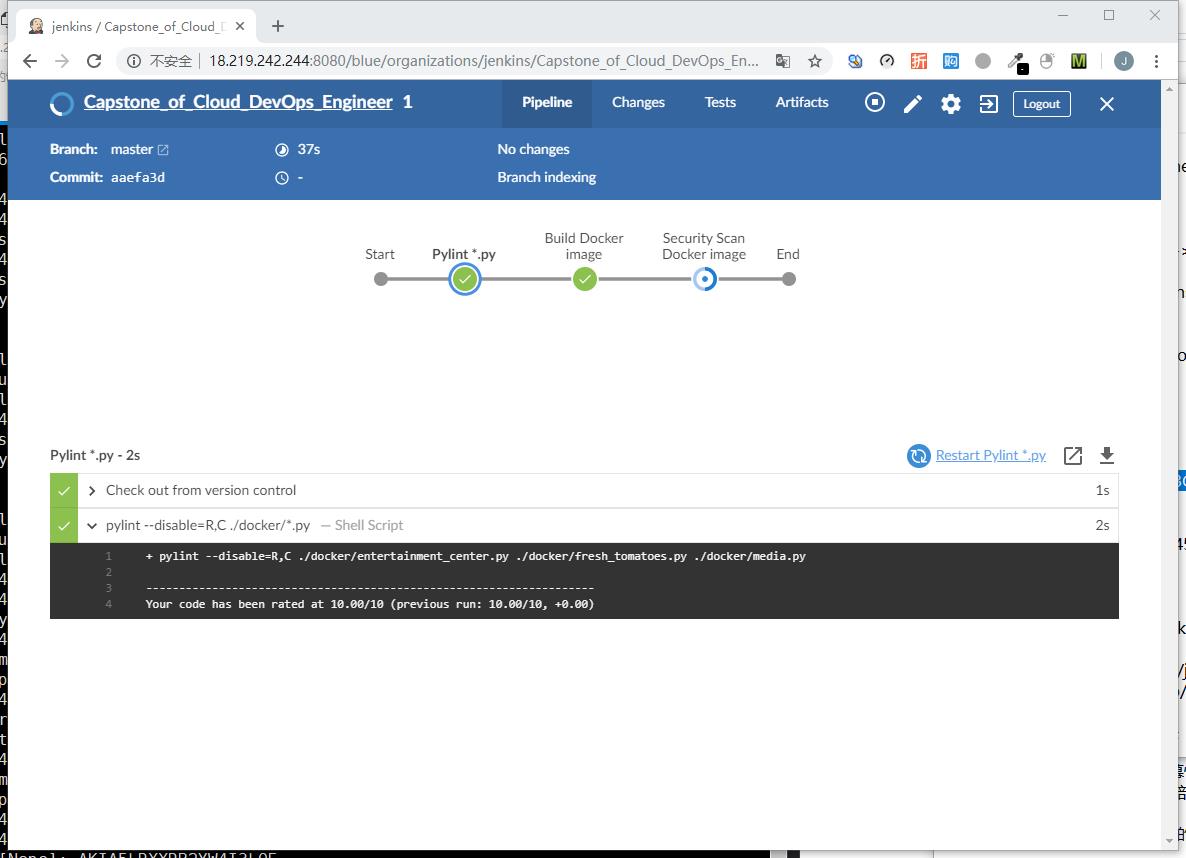 jenkins / Capstone_of_Cloud_D
不安全 18.219.242.244:8080/blue/organizations/jenkins/Capstone_of_Cloud_DevOps_En...
折 购 M J
Capstone_of_Cloud_DevOps_Engineer 1 Pipeline Changes Tests Artifacts Logout
Branch: master 37s No changes
Commit: aaefa3d - Branch indexing
Start Pylint *.py Build Docker image Security Scan Docker image End
Pylint *.py - 2s Restart Pylint *.py
Check out from version control 1s
pylint --disable=R,C ./docker/*.py — Shell Script 2s
1 + pylint --disable=R,C ./docker/entertainment_center.py ./docker/fresh_tomatoes.py ./docker/media.py
2
3 --------------------------------------------------------------------
4 Your code has been rated at 10.00/10 (previous run: 10.00/10, +0.00)